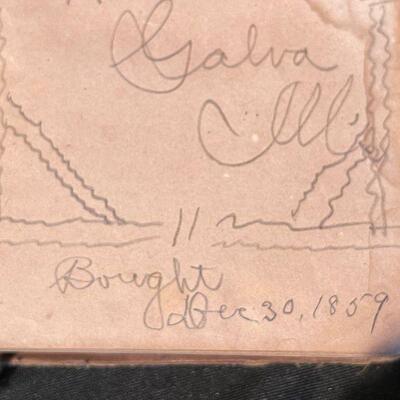 Galva
Ill.
11
Bought
Dec 30, 1859